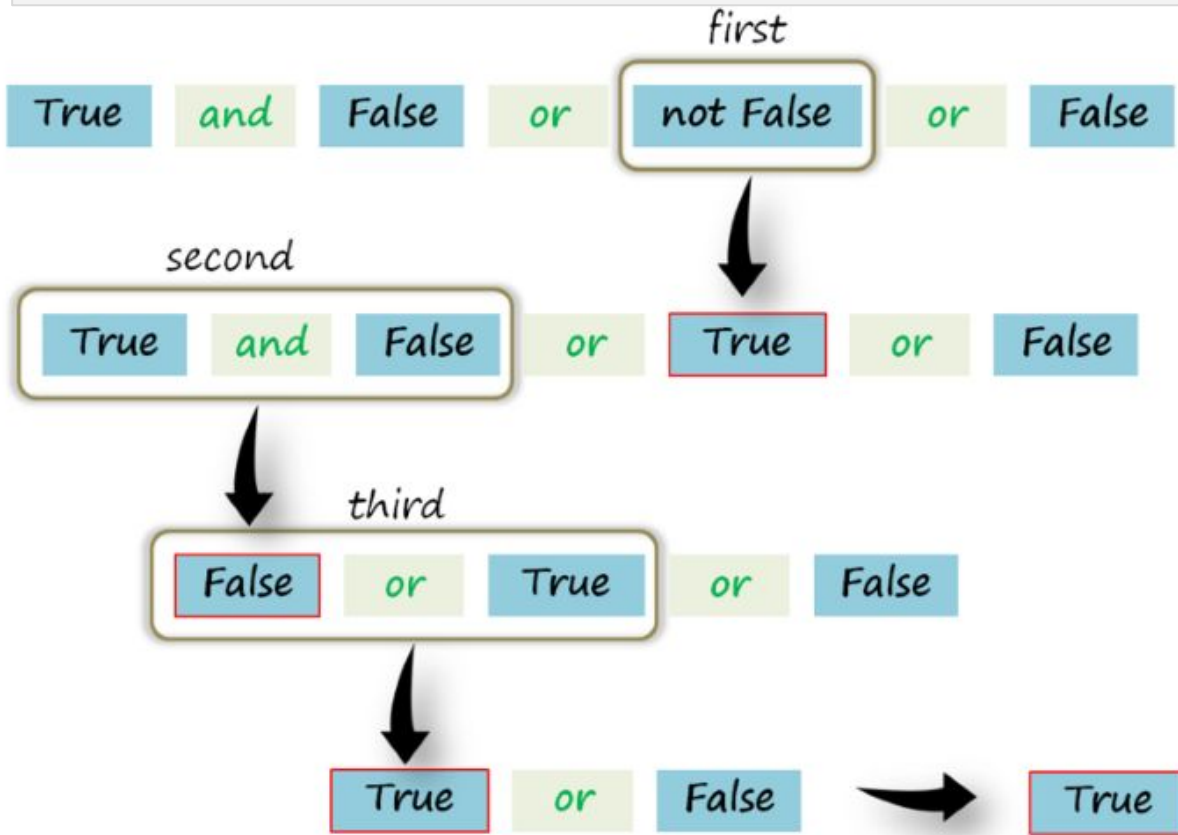 first
True and False or not False or False
second
True and False or True or False
third
False or True or False
True or False True